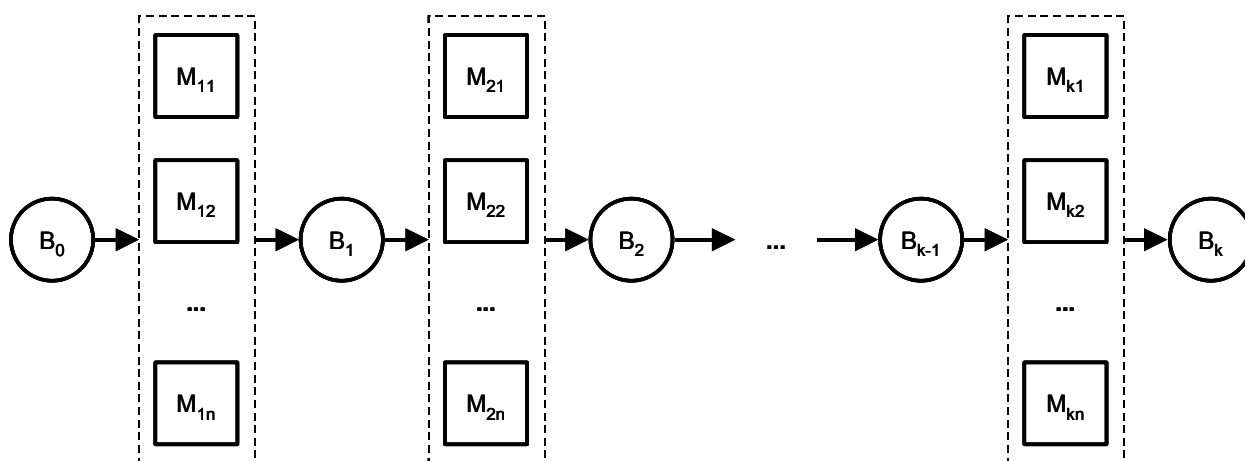 M₁₁ M₂₁ Mₖ₁
M₁₂ M₂₂ Mₖ₂
B₀ B₁ B₂ ... Bₖ₋₁ Bₖ
... ... ...
M₁ₙ M₂ₙ Mₖₙ